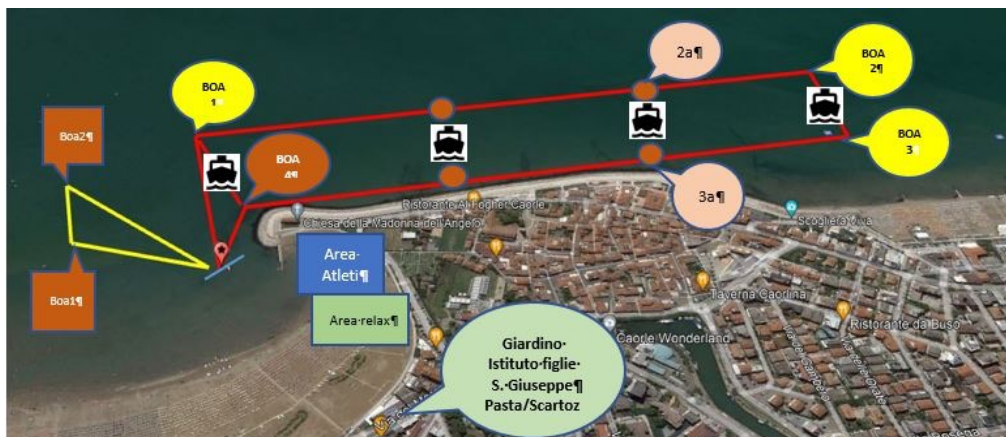 2a¶
BOA
1¶
BOA
2¶
Boa2¶
BOA
4¶
BOA
3¶
3a¶
Ristorante Al Fogher Caorle
Chiesa della Madonna dell'Angelo
Scogliera Viva
Area·
Atleti¶
Boa1¶
Taverna Caorlina
Area·relax¶
Ristorante da Buso
Caorle Wonderland
Giardino·
Istituto·figlie·
S.·Giuseppe¶
Pasta/Scartoz